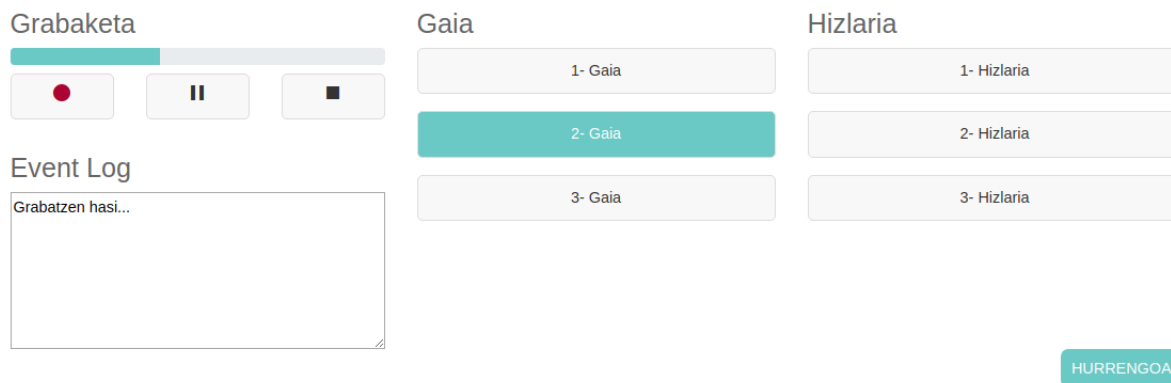 Grabaketa
Event Log
Grabatzen hasi...
Gaia
1- Gaia
2- Gaia
3- Gaia
Hizlaria
1- Hizlaria
2- Hizlaria
3- Hizlaria
HURRENGOA